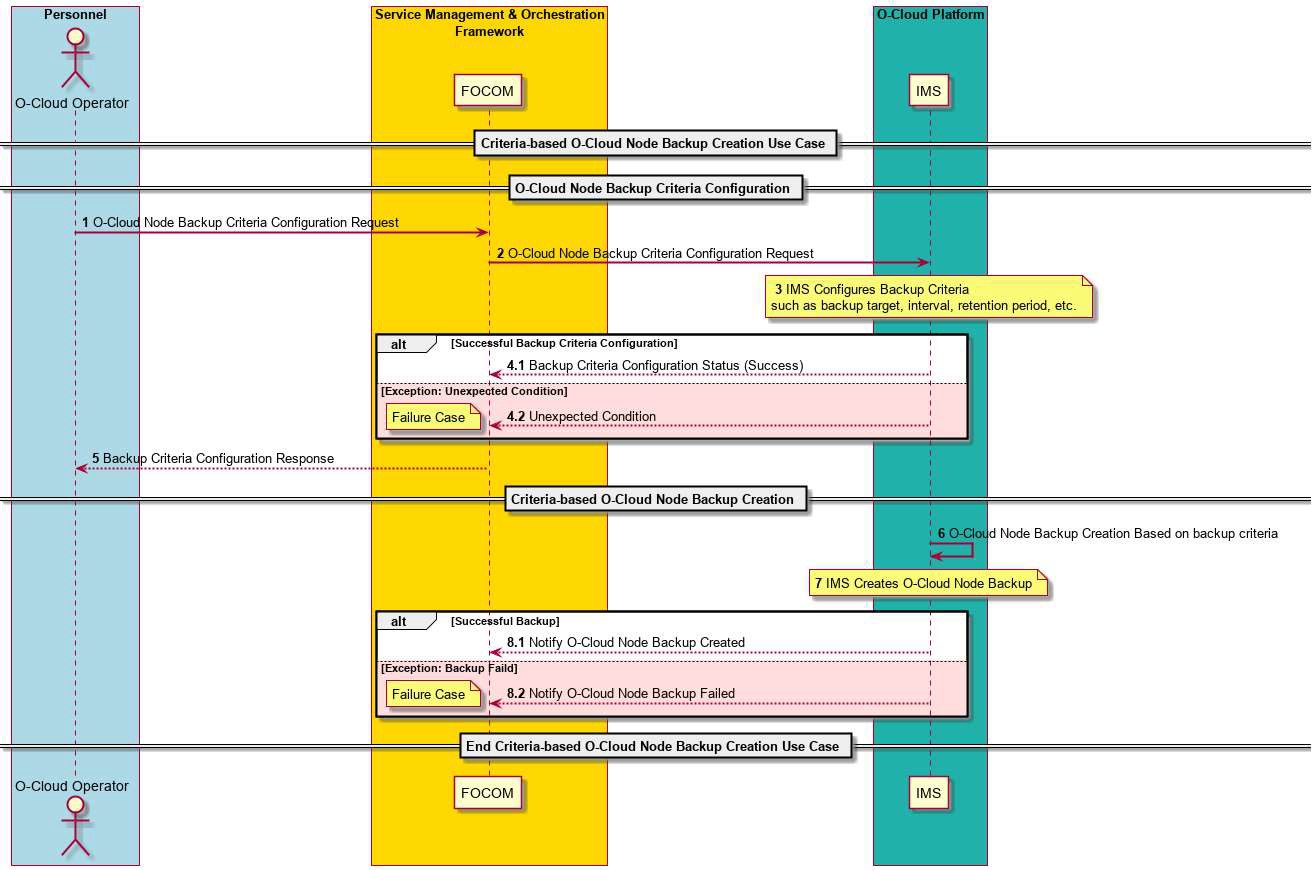 Personnel
Service Management & Orchestration
Framework
O-Cloud Platform
O-Cloud Operator
FOCOM
IMS
Criteria-based O-Cloud Node Backup Creation Use Case
O-Cloud Node Backup Criteria Configuration
1 O-Cloud Node Backup Criteria Configuration Request
2 O-Cloud Node Backup Criteria Configuration Request
3 IMS Configures Backup Criteria
such as backup target, interval, retention period, etc.
alt [Successful Backup Criteria Configuration]
4.1 Backup Criteria Configuration Status (Success)
[Exception: Unexpected Condition]
Failure Case
4.2 Unexpected Condition
5 Backup Criteria Configuration Response
Criteria-based O-Cloud Node Backup Creation
6 O-Cloud Node Backup Creation Based on backup criteria
7 IMS Creates O-Cloud Node Backup
alt [Successful Backup]
8.1 Notify O-Cloud Node Backup Created
[Exception: Backup Faild]
Failure Case
8.2 Notify O-Cloud Node Backup Failed
End Criteria-based O-Cloud Node Backup Creation Use Case
O-Cloud Operator
FOCOM
IMS